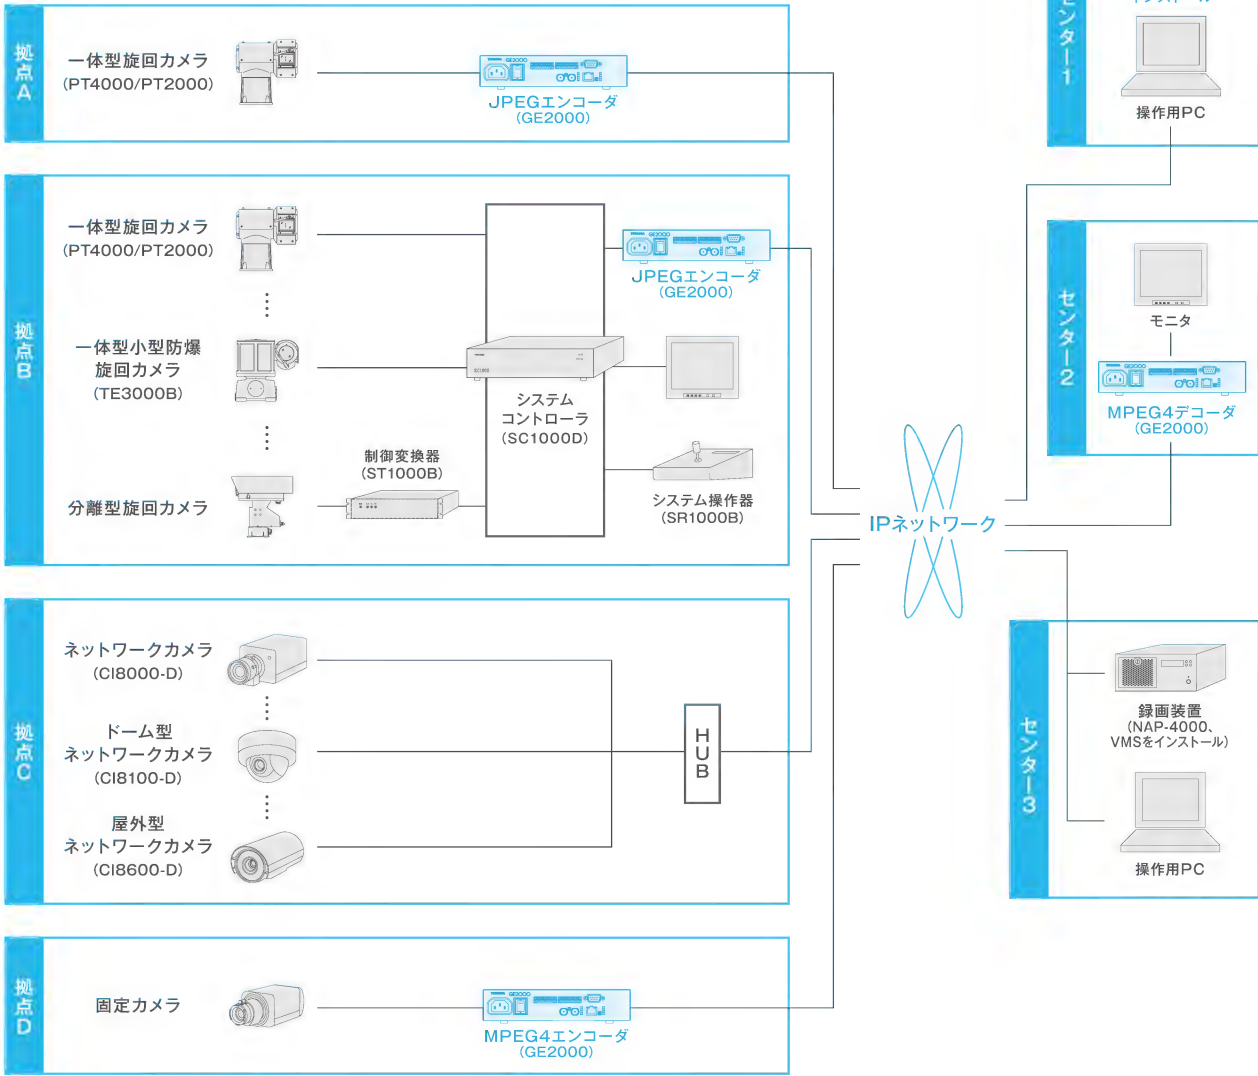 拠点A
一体型旋回カメラ
(PT4000/PT2000)
JPEGエンコーダ
(GE2000)
拠点B
一体型旋回カメラ
(PT4000/PT2000)
一体型小型防爆
旋回カメラ
(TE3000B)
分離型旋回カメラ
制御変換器
(ST1000B)
システム
コントローラ
(SC1000D)
JPEGエンコーダ
(GE2000)
システム操作器
(SR1000B)
拠点C
ネットワークカメラ
(CI8000-D)
ドーム型
ネットワークカメラ
(CI8100-D)
屋外型
ネットワークカメラ
(CI8600-D)
HUB
拠点D
固定カメラ
MPEG4エンコーダ
(GE2000)
IPネットワーク
センター1
操作用PC
センター2
モニタ
MPEG4デコーダ
(GE2000)
センター3
録画装置
(NAP-4000、
VMSをインストール)
操作用PC